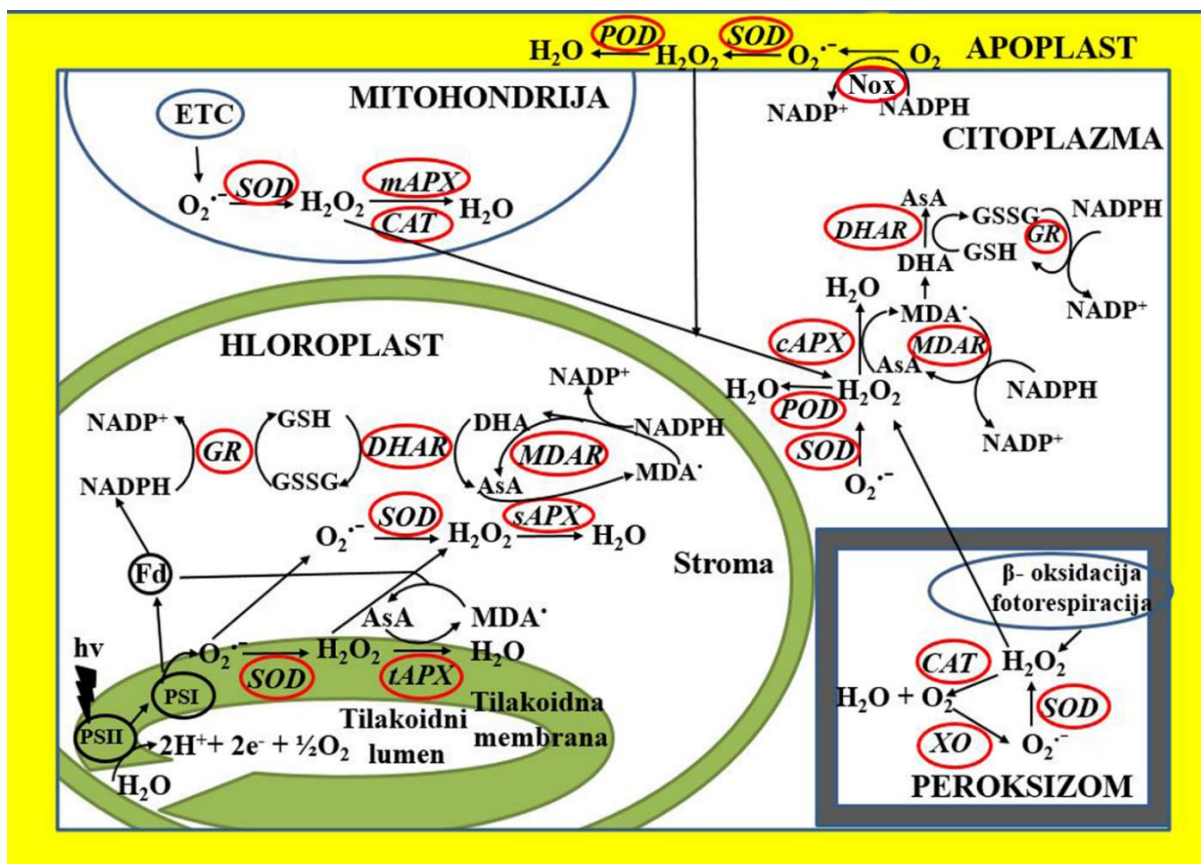 H₂O POD H₂O₂ SOD O₂·⁻ O₂ APOPLAST
Nox
NADP⁺ NADPH
CITOPLAZMA
MITOHONDRIJA
ETC
O₂·⁻ SOD H₂O₂ mAPX H₂O
CAT
AsA GSSG NADPH
DHAR GR
DHA GSH
NADP⁺
H₂O MDA·
cAPX MDAR
AsA
H₂O H₂O₂ NADPH
POD
NADP⁺
SOD
O₂·⁻
HLOROPLAST
NADP⁺
NADP⁺ GSH DHA NADPH
GR DHAR MDAR
NADPH GSSG AsA MDA·
SOD sAPX
O₂·⁻ H₂O₂ H₂O
Stroma
Fd
AsA MDA·
hν O₂·⁻ H₂O₂ H₂O
SOD tAPX
PSI
PSII
Tilakoidni
lumen
Tilakoidna
membrana
2H⁺+ 2e⁻ + ½O₂
H₂O
β- oksidacija
fotorespiracija
CAT H₂O₂
H₂O + O₂ SOD
XO O₂·⁻
PEROKSIZOM